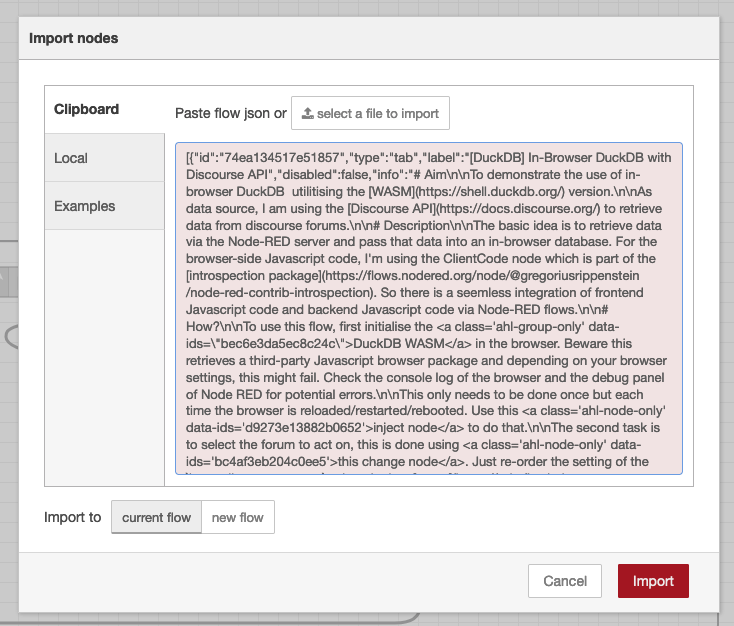 Import nodes
Clipboard
Local
Examples
Paste flow json or
select a file to import
[{"id":"74ea134517e51857","type":"tab","label":"[DuckDB] In-Browser DuckDB with
Discourse API","disabled":false,"info":"# Aim\n\nTo demonstrate the use of in-
browser DuckDB  utilitising the [WASM](https://shell.duckdb.org/) version.\n\nAs
data source, I am using the [Discourse API](https://docs.discourse.org/) to retrieve
data from discourse forums.\n\n# Description\n\nThe basic idea is to retrieve data
via the Node-RED server and pass that data into an in-browser database. For the
browser-side Javascript code, I'm using the ClientCode node which is part of the
[introspection package](https://flows.nodered.org/node/@gregoriusrippenstein
/node-red-contrib-introspection). So there is a seemless integration of frontend
Javascript code and backend Javascript code via Node-RED flows.\n\n#
How?\n\nTo use this flow, first initialise the <a class='ahl-group-only' data-
ids=\"bec6e3da5ec8c24c\">DuckDB WASM</a> in the browser. Beware this
retrieves a third-party Javascript browser package and depending on your browser
settings, this might fail. Check the console log of the browser and the debug panel
of Node RED for potential errors.\n\nThis only needs to be done once but each
time the browser is reloaded/restarted/rebooted. Use this <a class='ahl-node-only'
data-ids='d9273e13882b0652'>inject node</a> to do that.\n\nThe second task is
to select the forum to act on, this is done using <a class='ahl-node-only' data-
ids='bc4af3eb204c0ee5'>this change node</a>. Just re-order the setting of the
Import to
current flow
new flow
Cancel
Import